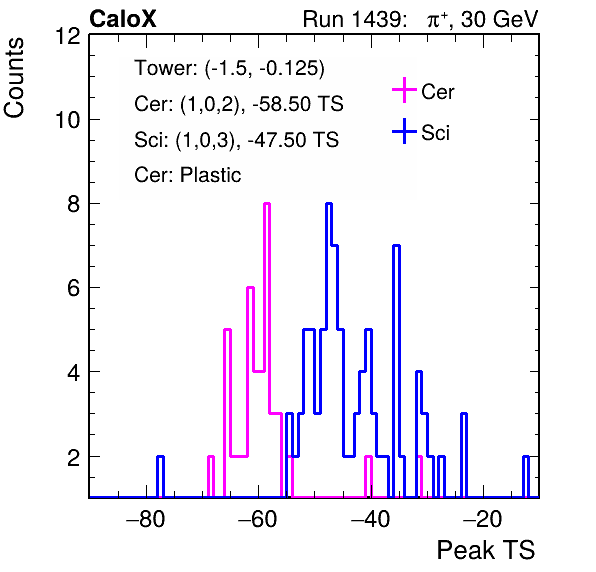 CaloX Run 1439: π⁺, 30 GeV
Counts
12
10
8
6
4
2
Tower: (-1.5, -0.125)
Cer: (1,0,2), -58.50 TS
Sci: (1,0,3), -47.50 TS
Cer: Plastic
Cer
Sci
−80 −60 −40 −20
Peak TS